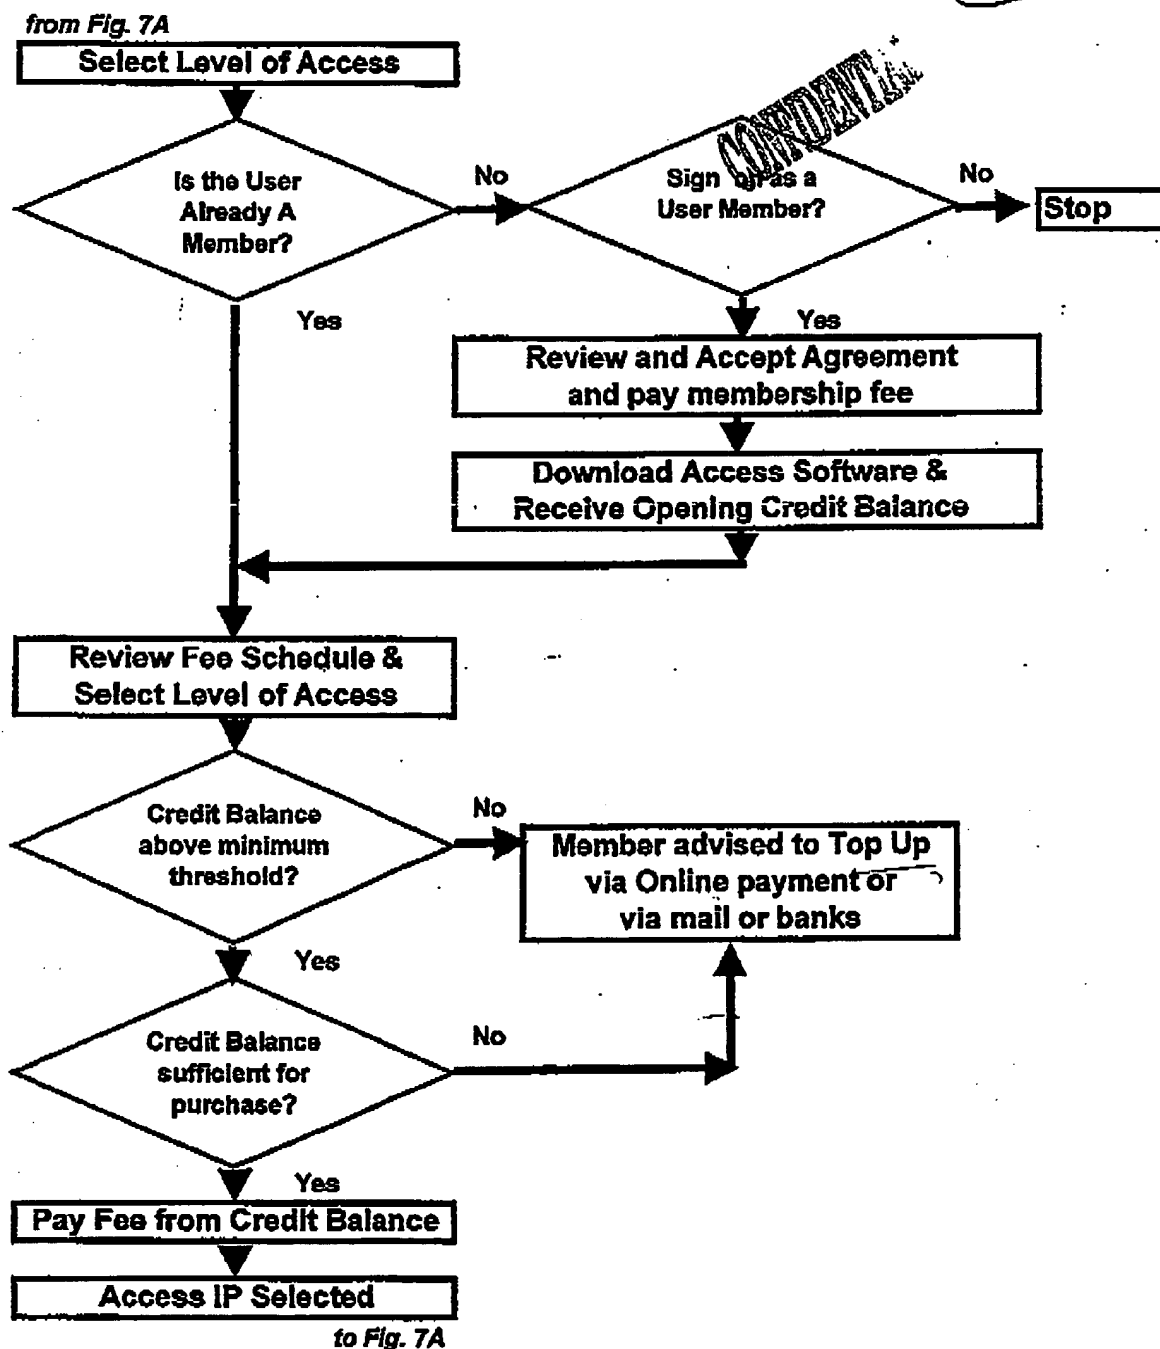 from Fig. 7A
Select Level of Access
Is the User
Already A
Member?
No
CONFIDENTIAL
Sign on as a
User Member?
No
Stop
Yes
Yes
Review and Accept Agreement
and pay membership fee
Download Access Software &
Receive Opening Credit Balance
Review Fee Schedule &
Select Level of Access
Credit Balance
above minimum
threshold?
No
Member advised to Top Up
via Online payment or
via mail or banks
Yes
Credit Balance
sufficient for
purchase?
No
Yes
Pay Fee from Credit Balance
Access IP Selected
to Fig. 7A